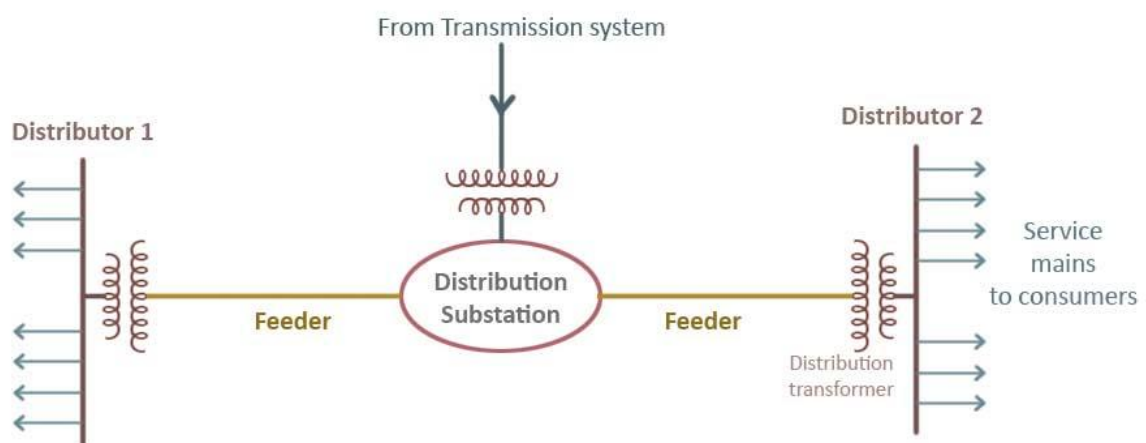 From Transmission system
Distributor 1
Distributor 2
Distribution
Substation
Feeder
Feeder
Service
mains
to consumers
Distribution
transformer